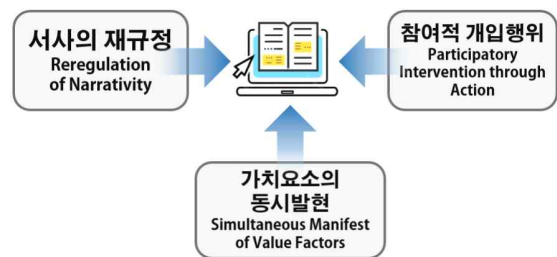 서사의 재규정
Reregulation
of Narrativity
참여적 개입행위
Participatory
Intervention through
Action
가치요소의
동시발현
Simultaneous Manifest
of Value Factors